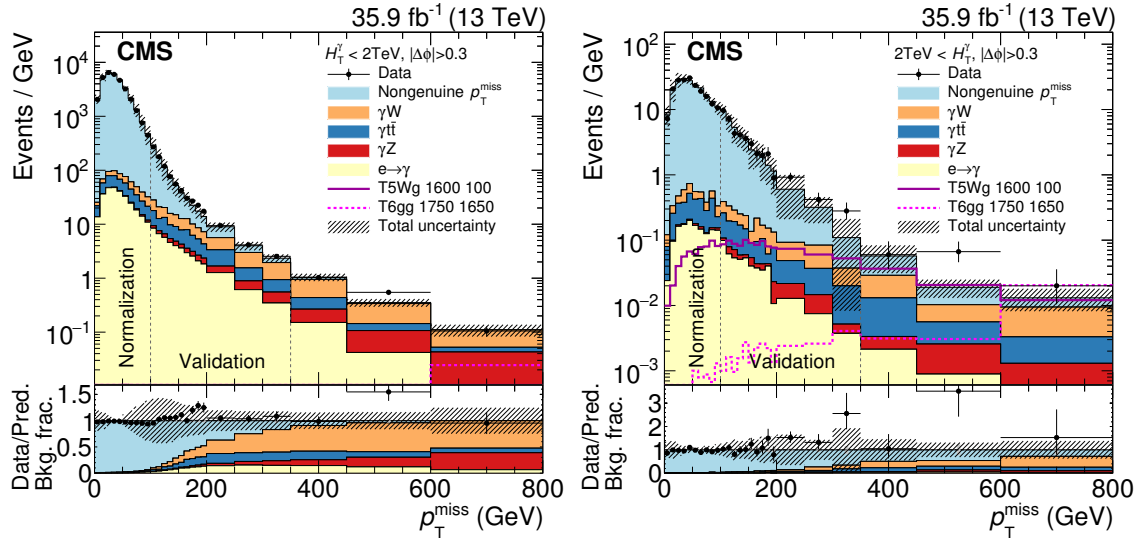 35.9 fb⁻¹ (13 TeV)
CMS
H_T^γ < 2TeV, |Δϕ|>0.3
Data
Nongenuine p_T^miss
γW
γtt̄
γZ
e→γ
T5Wg 1600 100
T6gg 1750 1650
Total uncertainty
Events / GeV
10⁴
10³
10²
10
1
10⁻¹
Normalization
Validation
Data/Pred.
Bkg. frac.
1.5
1
0.5
0
0 200 400 600 800
p_T^miss (GeV)
35.9 fb⁻¹ (13 TeV)
CMS
2TeV < H_T^γ, |Δϕ|>0.3
Data
Nongenuine p_T^miss
γW
γtt̄
γZ
e→γ
T5Wg 1600 100
T6gg 1750 1650
Total uncertainty
Events / GeV
10²
10
1
10⁻¹
10⁻²
10⁻³
Normalization
Validation
Data/Pred.
Bkg. frac.
3
2
1
0
0 200 400 600 800
p_T^miss (GeV)